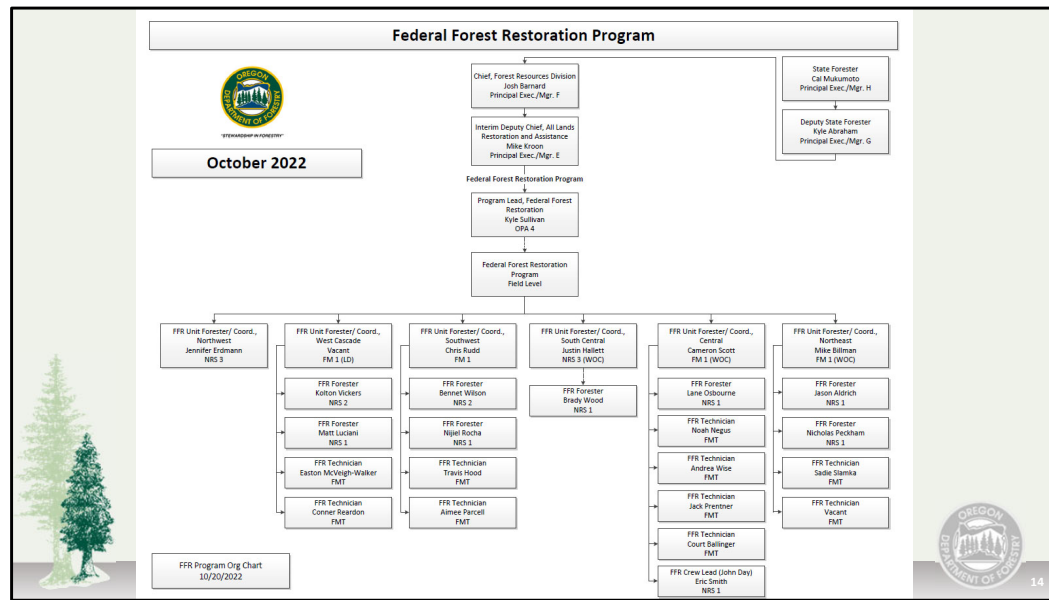 Federal Forest Restoration Program
OREGON
DEPARTMENT OF FORESTRY
"STEWARDSHIP IN FORESTRY"
October 2022
Chief, Forest Resources Division
Josh Barnard
Principal Exec./Mgr. F
State Forester
Cal Mukumoto
Principal Exec./Mgr. H
Interim Deputy Chief, All Lands
Restoration and Assistance
Mike Kroon
Principal Exec./Mgr. E
Deputy State Forester
Kyle Abraham
Principal Exec./Mgr. G
Federal Forest Restoration Program
Program Lead, Federal Forest
Restoration
Kyle Sullivan
OPA 4
Federal Forest Restoration
Program
Field Level
FFR Unit Forester/ Coord.,
Northwest
Jennifer Erdmann
NRS 3
FFR Unit Forester/ Coord.,
West Cascade
Vacant
FM 1 (LD)
FFR Forester
Kolton Vickers
NRS 2
FFR Forester
Matt Luciani
NRS 1
FFR Technician
Easton McVeigh-Walker
FMT
FFR Technician
Conner Reardon
FMT
FFR Unit Forester/ Coord.,
Southwest
Chris Rudd
FM 1
FFR Forester
Bennet Wilson
NRS 2
FFR Forester
Nijiel Rocha
NRS 1
FFR Technician
Travis Hood
FMT
FFR Technician
Aimee Parcell
FMT
FFR Unit Forester/ Coord.,
South Central
Justin Hallett
NRS 3 (WOC)
FFR Forester
Brady Wood
NRS 1
FFR Unit Forester/ Coord.,
Central
Cameron Scott
FM 1 (WOC)
FFR Forester
Lane Osbourne
NRS 1
FFR Technician
Noah Negus
FMT
FFR Technician
Andrea Wise
FMT
FFR Technician
Jack Prentner
FMT
FFR Technician
Court Ballinger
FMT
FFR Crew Lead (John Day)
Eric Smith
NRS 1
FFR Unit Forester/ Coord.,
Northeast
Mike Billman
FM 1 (WOC)
FFR Forester
Jason Aldrich
NRS 1
FFR Forester
Nicholas Peckham
NRS 1
FFR Technician
Sadie Slamka
FMT
FFR Technician
Vacant
FMT
FFR Program Org Chart
10/20/2022
OREGON
DEPARTMENT OF FORESTRY
14